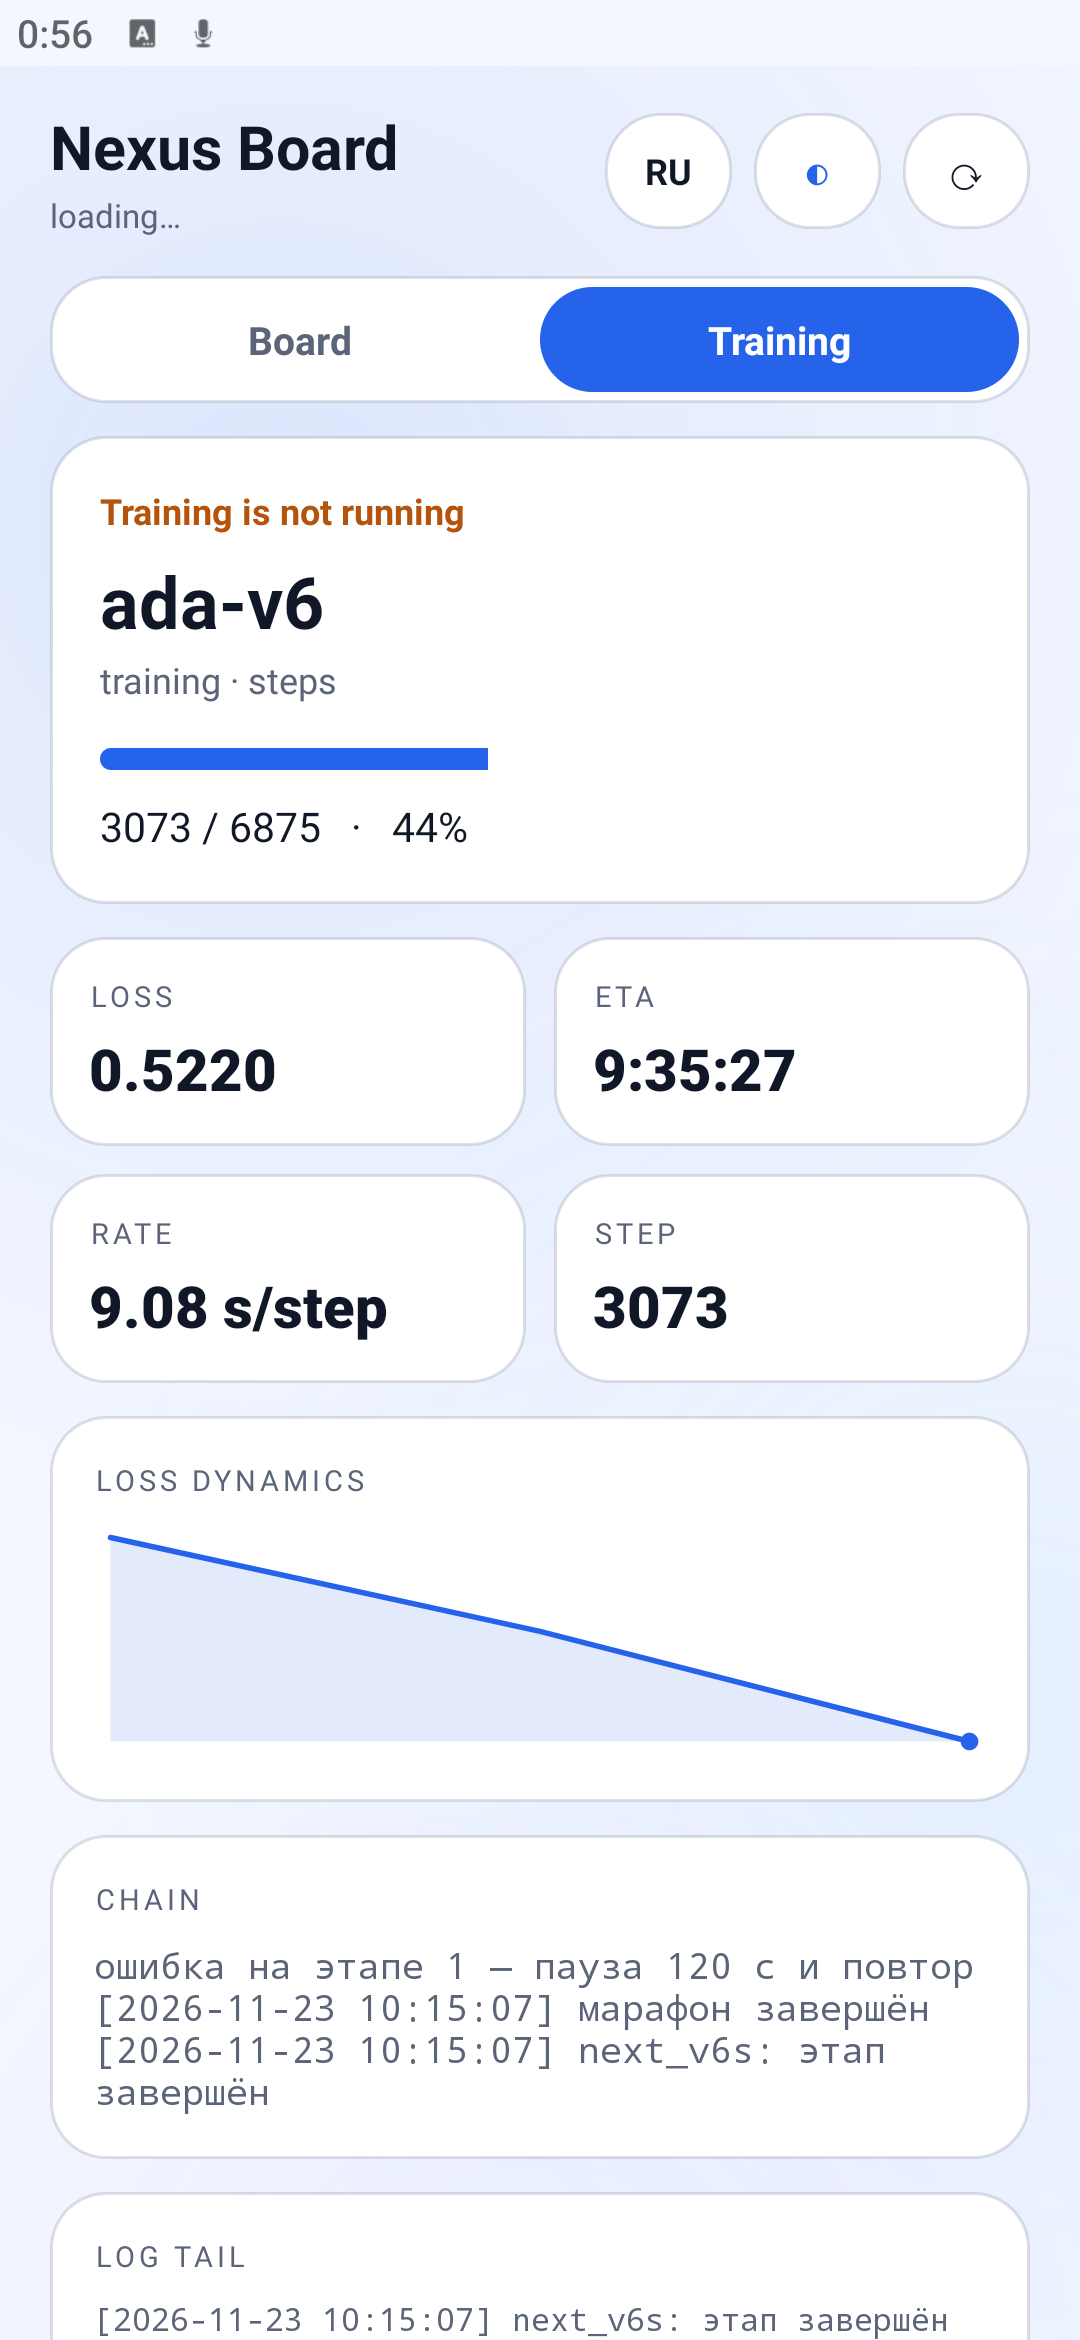 0:56
Nexus Board
loading…
RU
Board
Training
Training is not running
ada-v6
training · steps
3073 / 6875 · 44%
LOSS
0.5220
ETA
9:35:27
RATE
9.08 s/step
STEP
3073
LOSS DYNAMICS
CHAIN
ошибка на этапе 1 — пауза 120 с и повтор
[2026-11-23 10:15:07] марафон завершён
[2026-11-23 10:15:07] next_v6s: этап
завершён
LOG TAIL
[2026-11-23 10:15:07] next_v6s: этап завершён